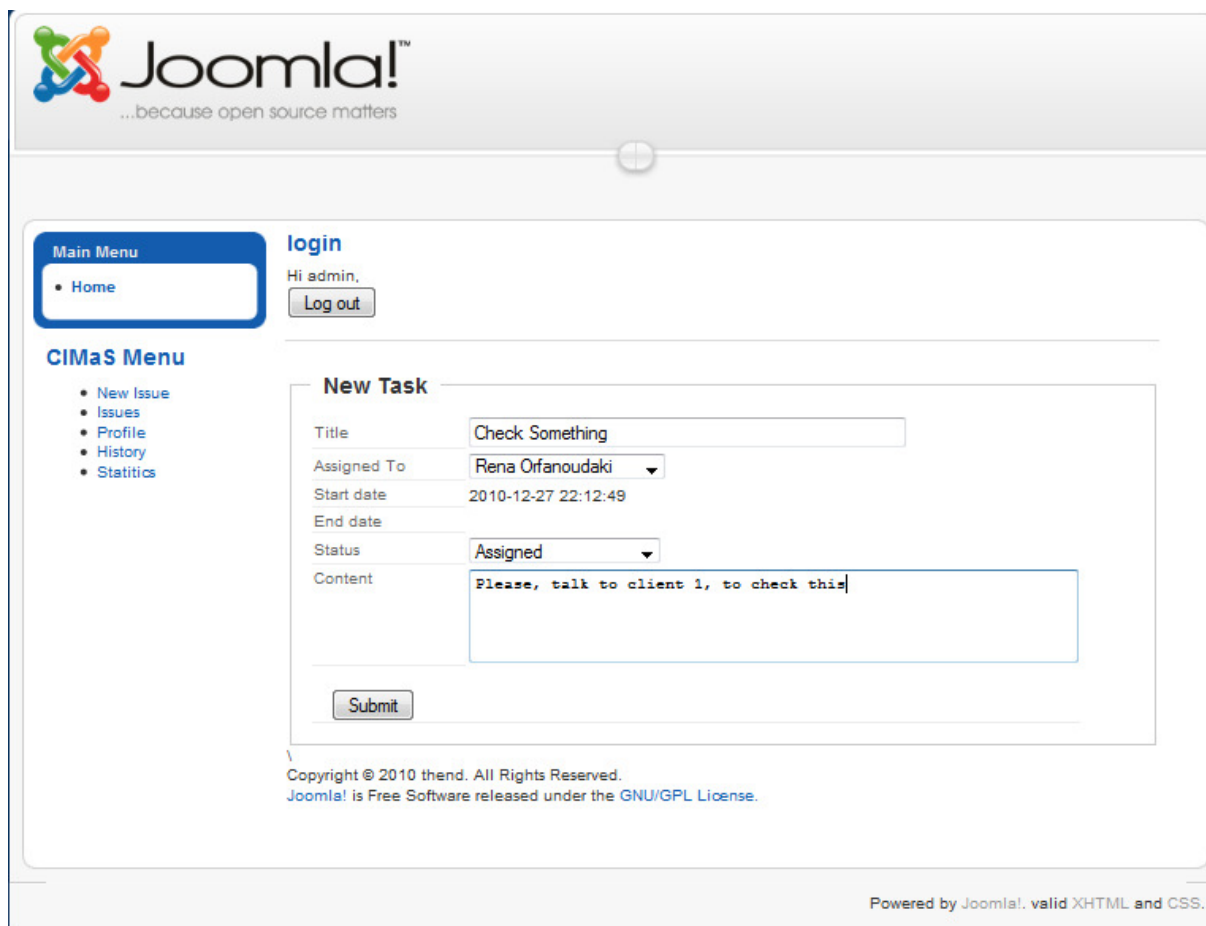 Joomla!™
...because open source matters
Main Menu
Home
CIMaS Menu
New Issue
Issues
Profile
History
Statitics
login
Hi admin,
Log out
New Task
Title Check Something
Assigned To Rena Orfanoudaki
Start date 2010-12-27 22:12:49
End date
Status Assigned
Content Please, talk to client 1, to check this
Submit
\
Copyright © 2010 thend. All Rights Reserved.
Joomla! is Free Software released under the GNU/GPL License.
Powered by Joomla!. valid XHTML and CSS.